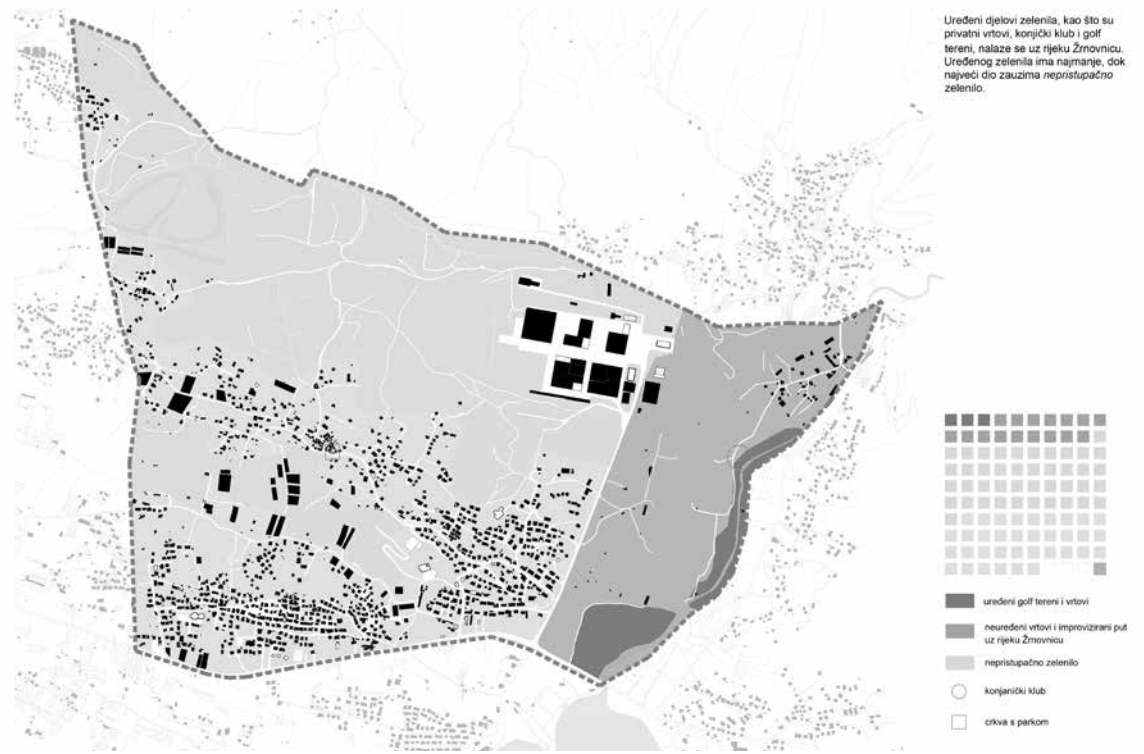 Uređeni djelovi zelenila, kao što su
privatni vrtovi, konjički klub i golf
tereni, nalaze se uz rijeku Žrnovnicu.
Uređenog zelenila ima najmanje, dok
najveći dio zauzima nepristupačno
zelenilo.
uređeni golf tereni i vrtovi
neuređeni vrtovi i improvizirani put
uz rijeku Žrnovnicu
nepristupačno zelenilo
konjanički klub
crkva s parkom